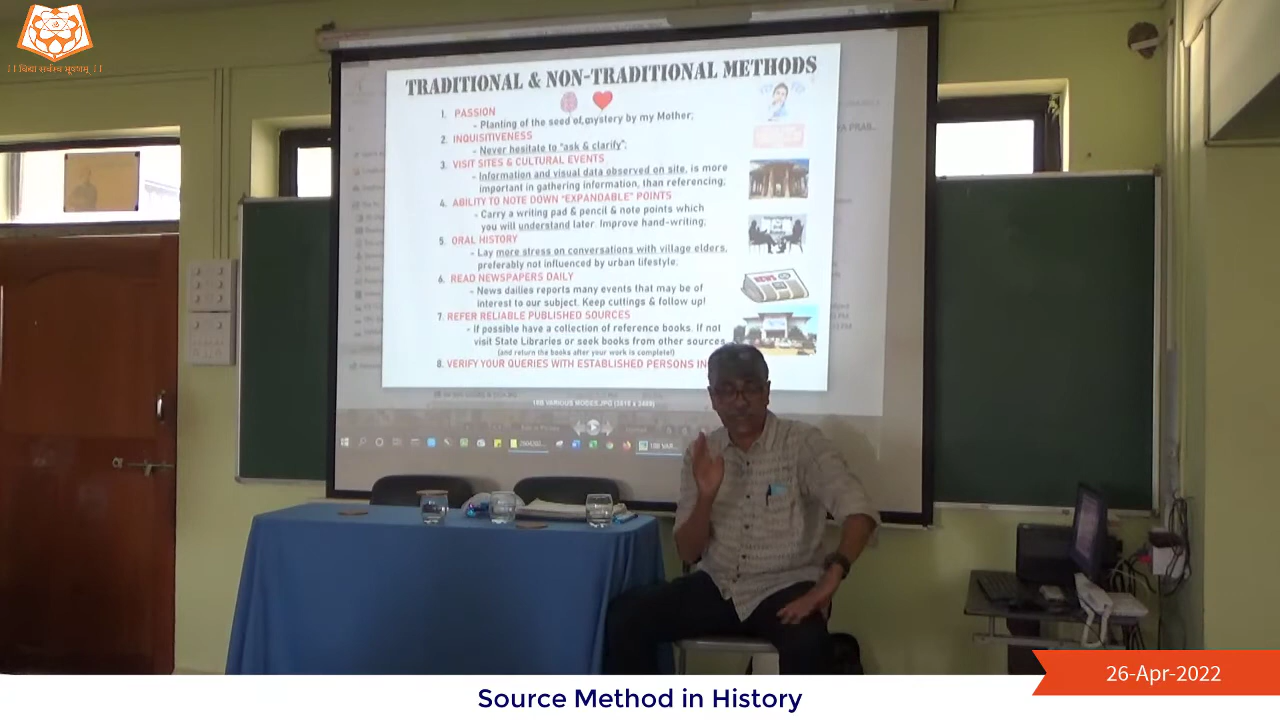 ।। विद्या सर्वस्य भूषणम् ।।
TRADITIONAL & NON-TRADITIONAL METHODS
1. PASSION
- Planting of the seed of mystery by my Mother;
2. INQUISITIVENESS
- Never hesitate to "ask & clarify";
3. VISIT SITES & CULTURAL EVENTS
- Information and visual data observed on site, is more
important in gathering information, than referencing;
4. ABILITY TO NOTE DOWN "EXPANDABLE" POINTS
- Carry a writing pad & pencil & note points which
you will understand later. Improve hand-writing;
5. ORAL HISTORY
- Lay more stress on conversations with village elders,
preferably not influenced by urban lifestyle;
6. READ NEWSPAPERS DAILY
- News dailies reports many events that may be of
interest to our subject. Keep cuttings & follow up!
7. REFER RELIABLE PUBLISHED SOURCES
- If possible have a collection of reference books. If not
visit State Libraries or seek books from other sources
(and return the books after your work is complete!)
8. VERIFY YOUR QUERIES WITH ESTABLISHED PERSONS IN
NEWS
26-Apr-2022
Source Method in History